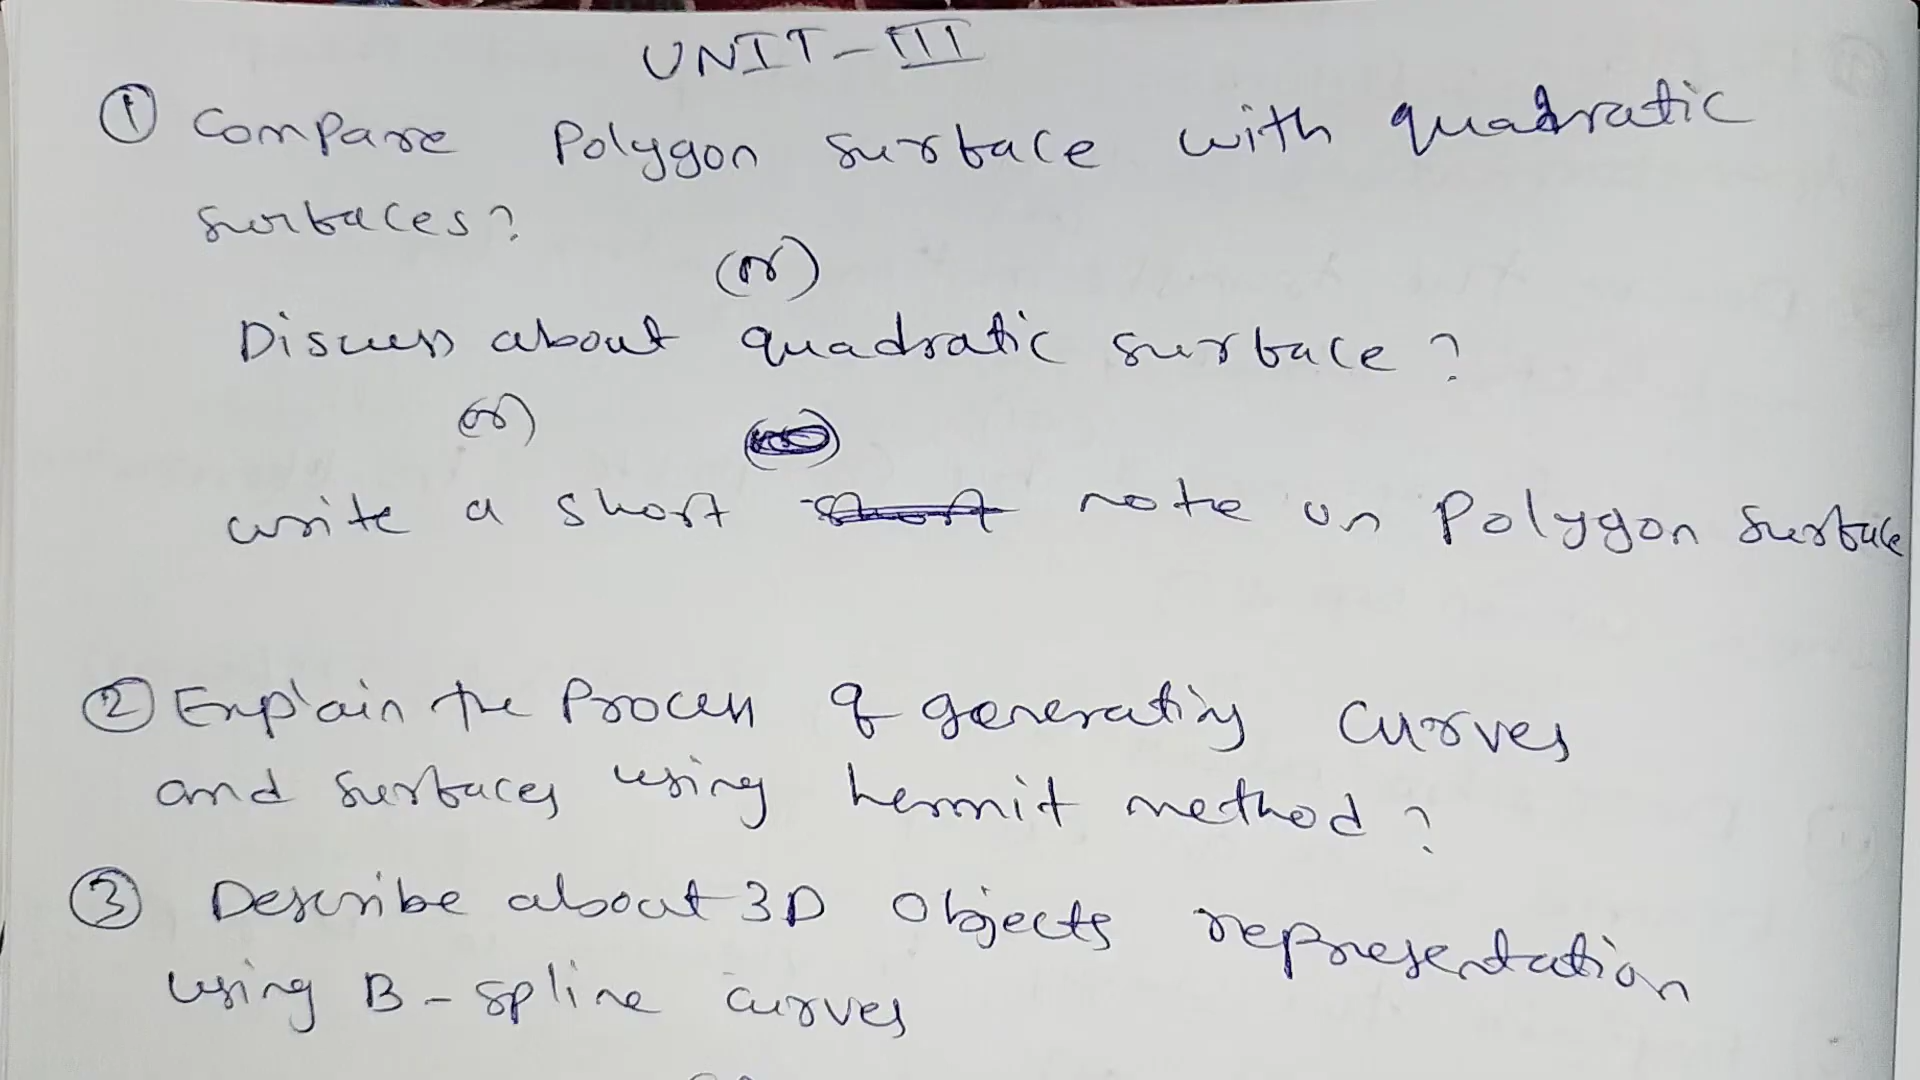 UNIT-III
① Compare Polygon surface with quadratic
surfaces?
(or)
Discuss about quadratic surface?
(or)
write a short note on Polygon surface
② Explain the Process of generating curves
and surfaces using hermit method?
③ Describe about 3D Objects representation
using B-spline curves